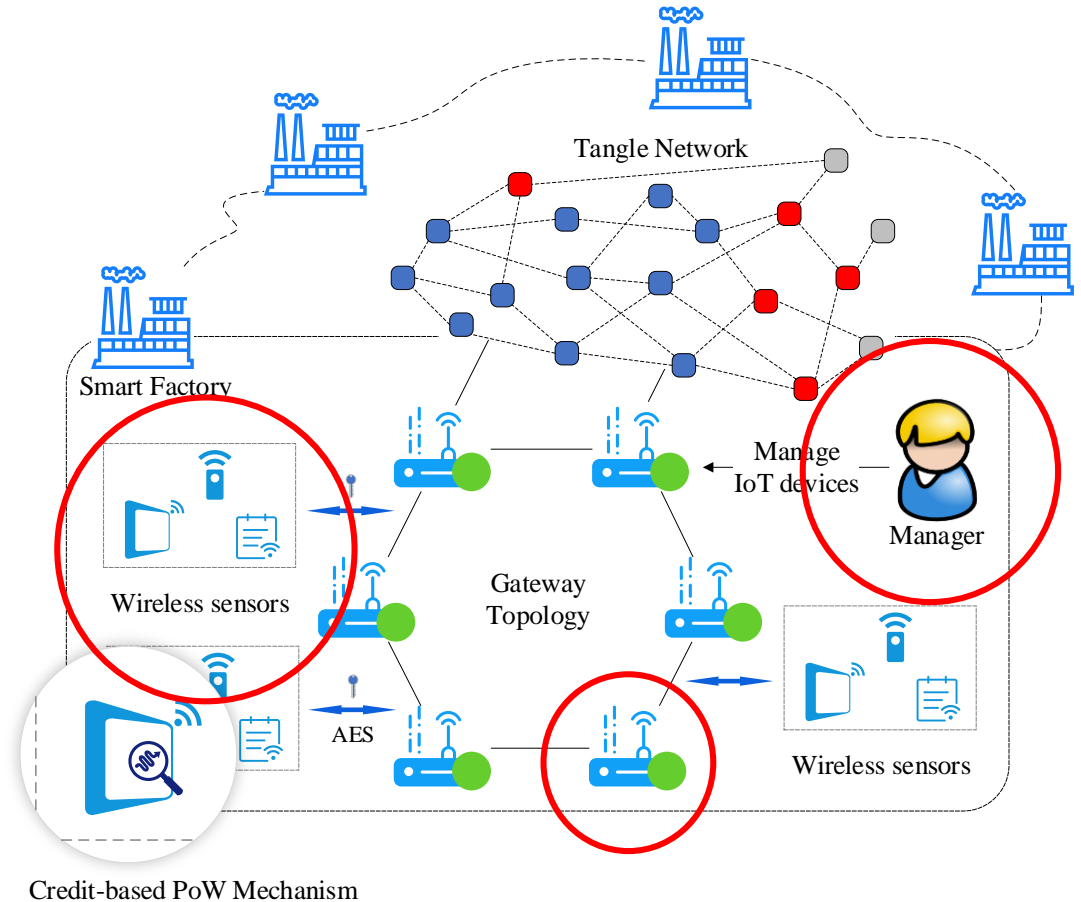 Tangle Network
Smart Factory
Manage
IoT devices
Manager
Gateway
Topology
Wireless sensors
AES
Wireless sensors
Credit-based PoW Mechanism